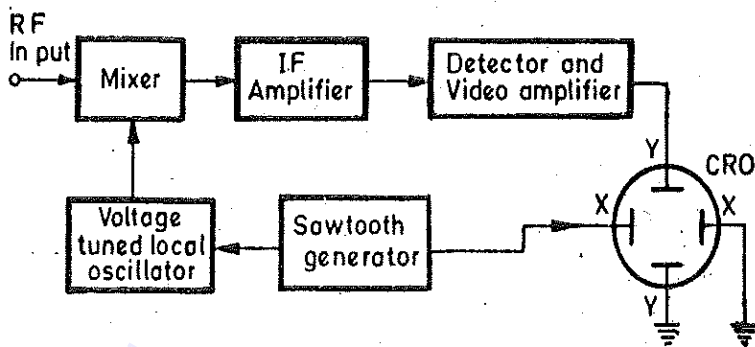 RF
In put
Mixer
I.F
Amplifier
Detector and
Video amplifier
Y
CRO
X
X
Voltage
tuned local
oscillator
Sawtooth
generator
Y